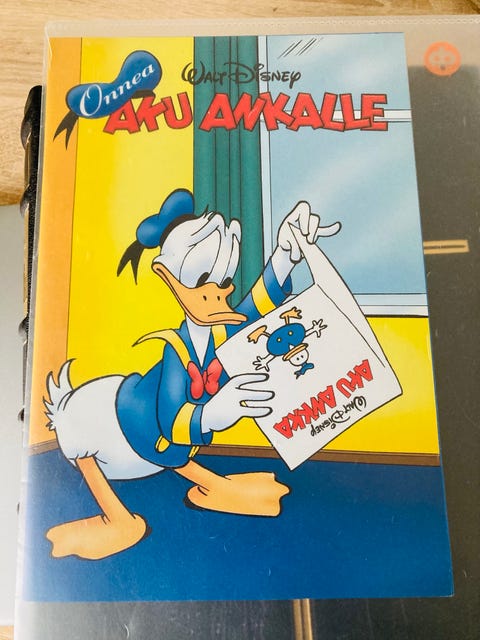 Onnea
WALT DISNEY
AKU ANKALLE
AKU ANKKA
WALT DISNEY